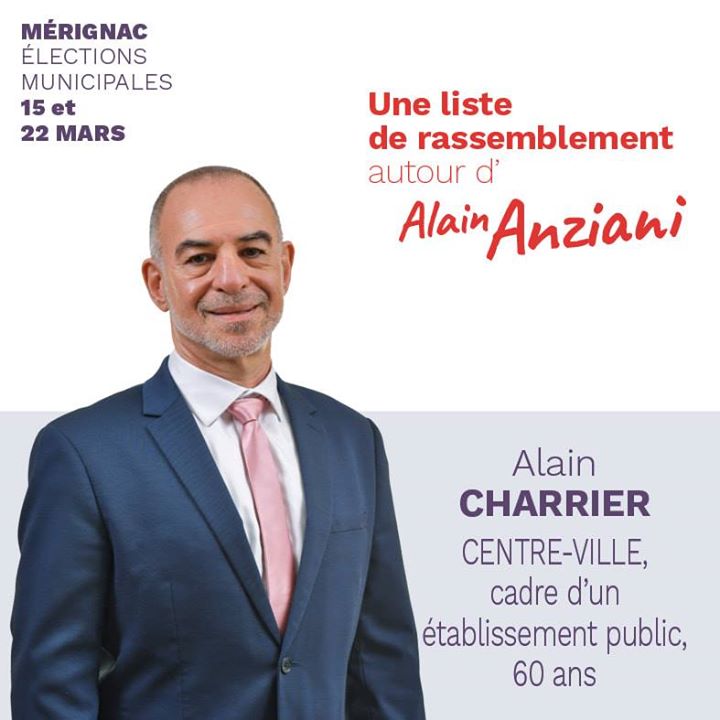 MÉRIGNAC
ÉLECTIONS
MUNICIPALES
15 et
22 MARS
Une liste
de rassemblement
autour d'
Alain Anziani
Alain
CHARRIER
CENTRE-VILLE,
cadre d'un
établissement public,
60 ans